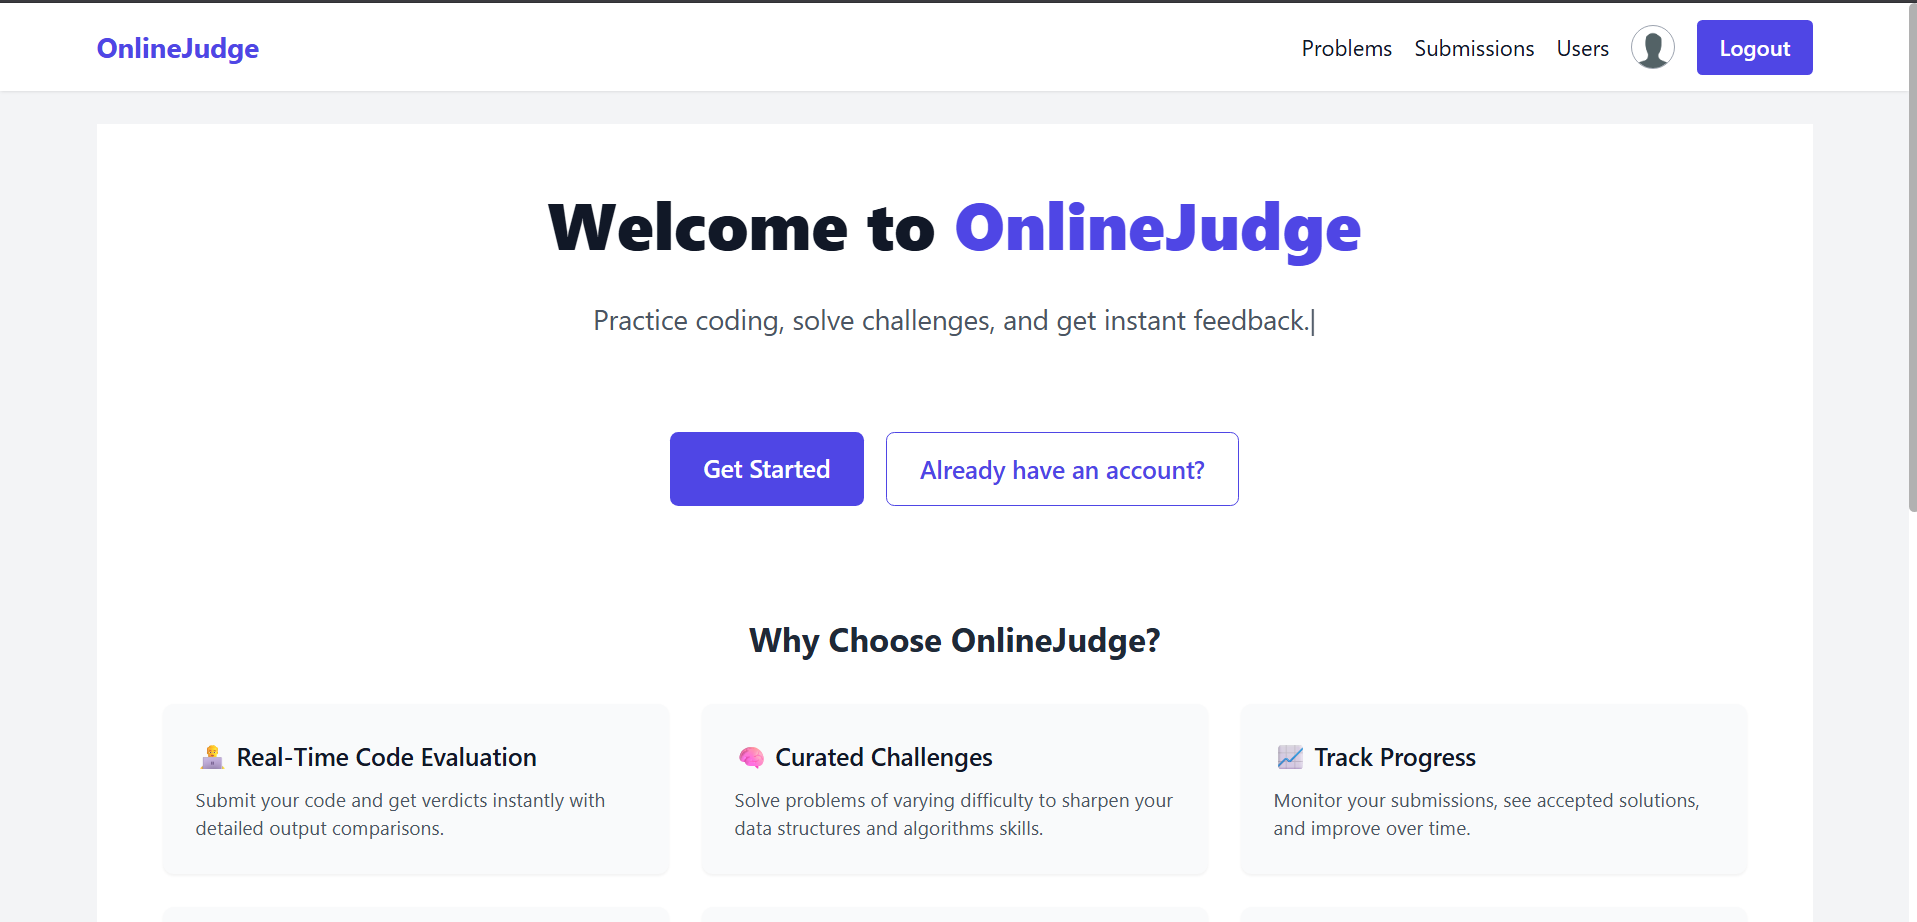 OnlineJudge
Problems Submissions Users Logout
Welcome to OnlineJudge
Practice coding, solve challenges, and get instant feedback.|
Get Started
Already have an account?
Why Choose OnlineJudge?
Real-Time Code Evaluation
Submit your code and get verdicts instantly with
detailed output comparisons.
Curated Challenges
Solve problems of varying difficulty to sharpen your
data structures and algorithms skills.
Track Progress
Monitor your submissions, see accepted solutions,
and improve over time.